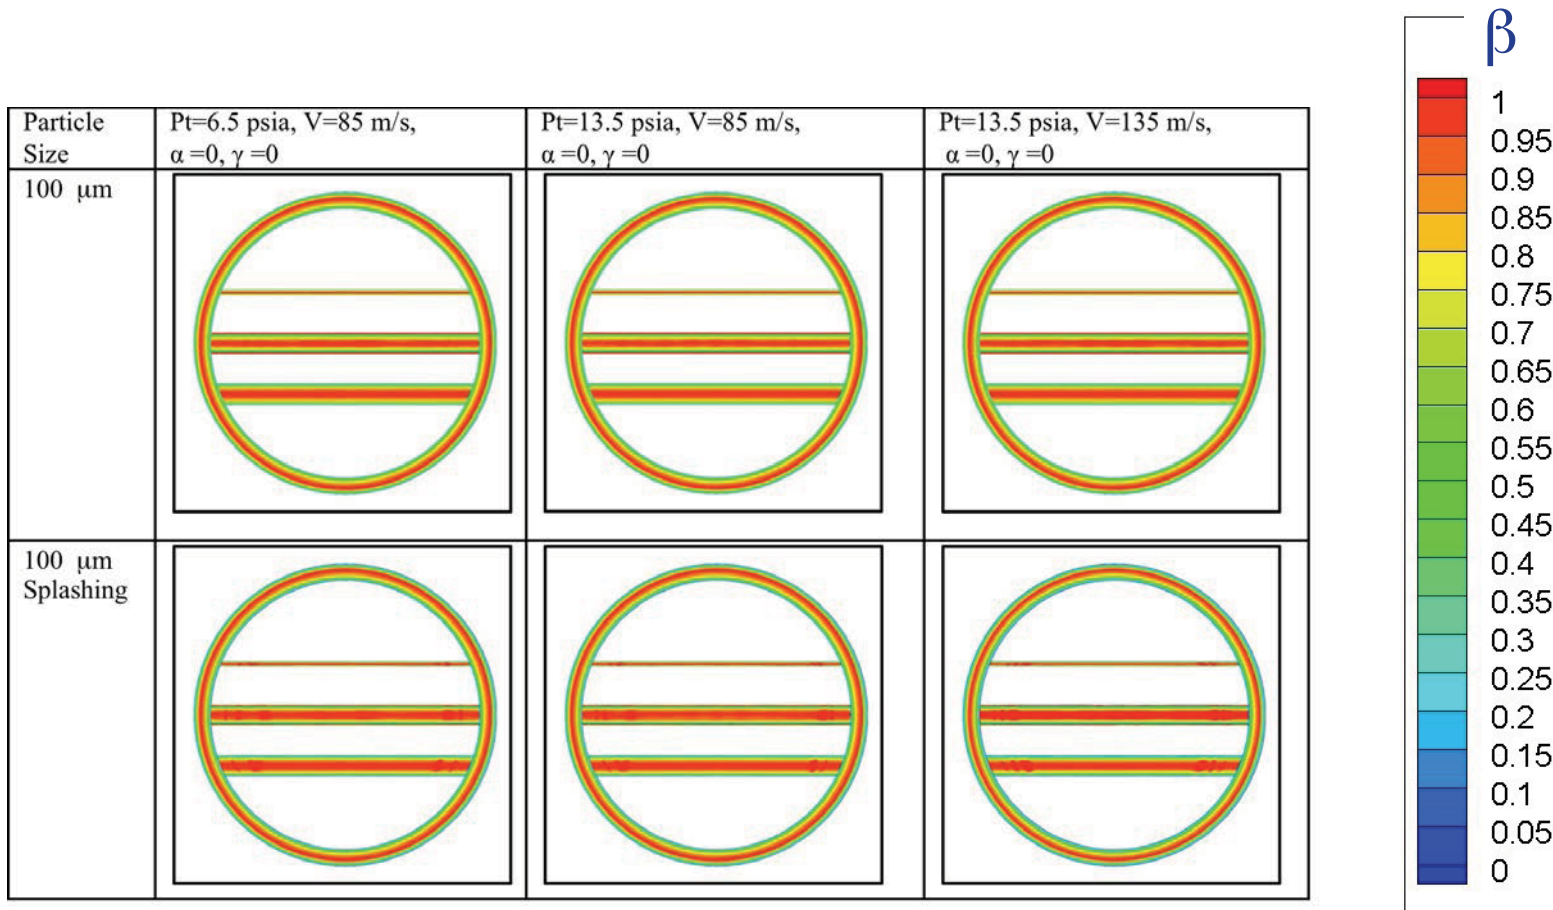 β
Particle
Size
Pt=6.5 psia, V=85 m/s,
α =0, γ =0
Pt=13.5 psia, V=85 m/s,
α =0, γ =0
Pt=13.5 psia, V=135 m/s,
α =0, γ =0
100 μm
100 μm
Splashing
1
0.95
0.9
0.85
0.8
0.75
0.7
0.65
0.6
0.55
0.5
0.45
0.4
0.35
0.3
0.25
0.2
0.15
0.1
0.05
0